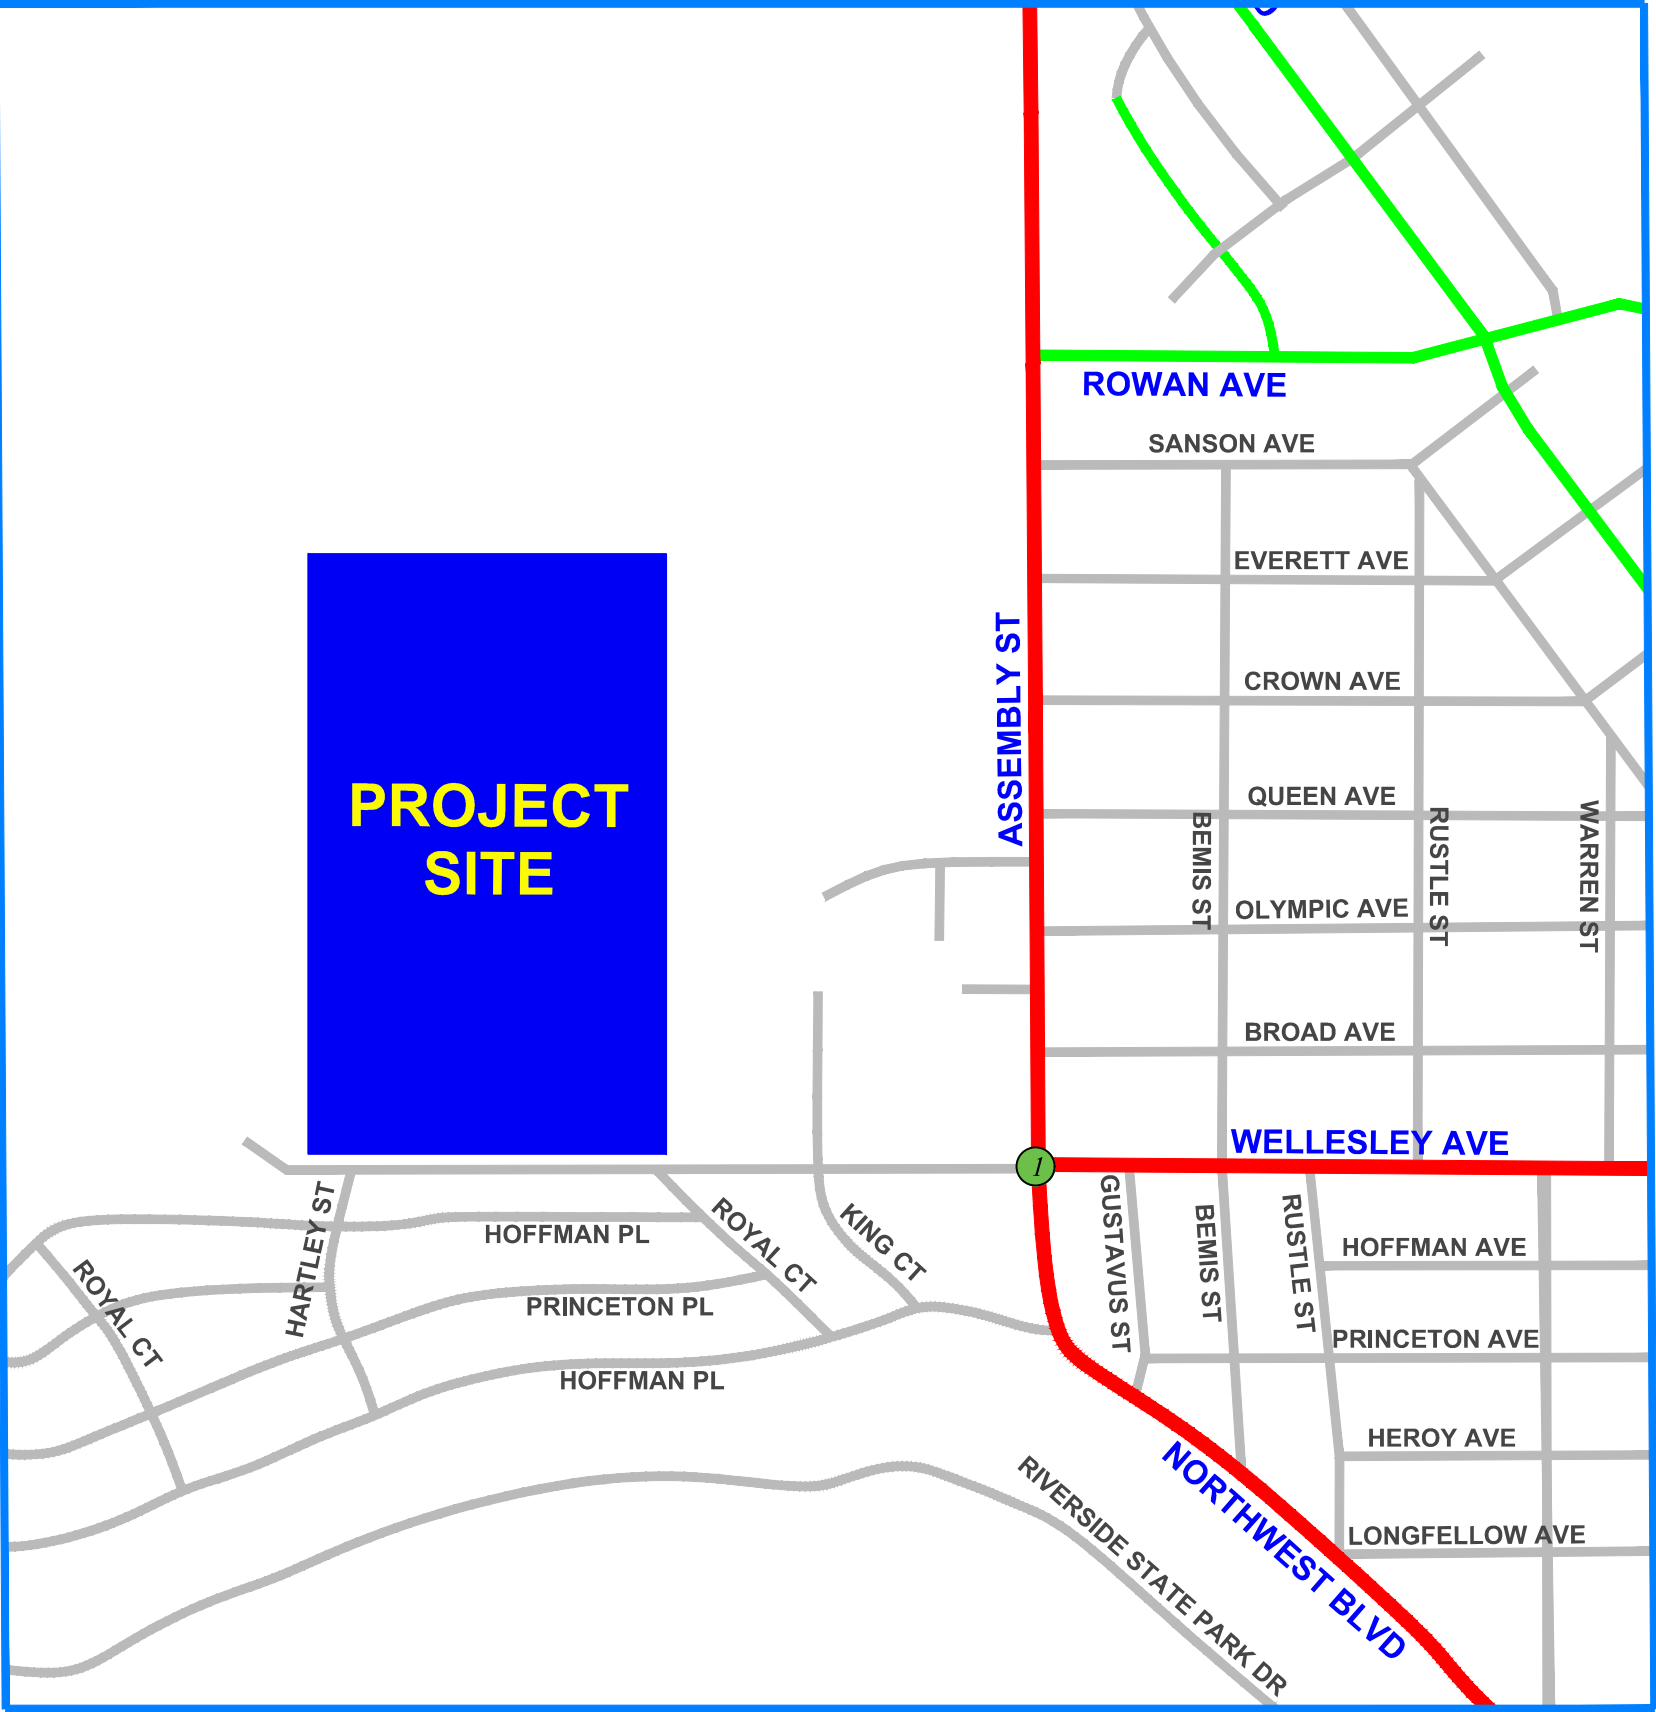 ROWAN AVE
SANSON AVE
EVERETT AVE
ASSEMBLY ST
CROWN AVE
PROJECT
SITE
QUEEN AVE
BEMIS ST
RUSTLE ST
WARREN ST
OLYMPIC AVE
BROAD AVE
WELLESLEY AVE
1
HARTLEY ST
HOFFMAN PL
ROYAL CT
KING CT
GUSTAVUS ST
BEMIS ST
RUSTLE ST
HOFFMAN AVE
ROYAL CT
PRINCETON PL
PRINCETON AVE
HOFFMAN PL
HEROY AVE
NORTHWEST BLVD
RIVERSIDE STATE PARK DR
LONGFELLOW AVE